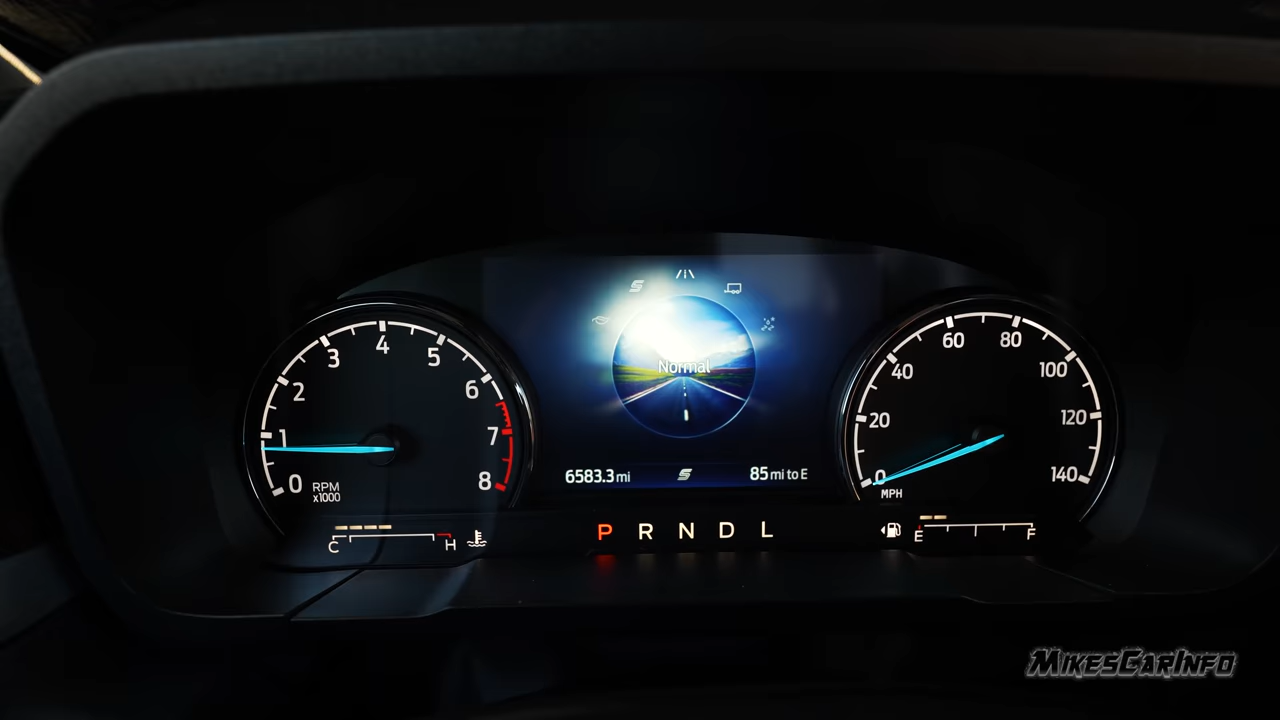 0 1 2 3 4 5 6 7 8
RPM
x1000
C H
Normal
6583.3 mi 85 mi to E
P R N D L
0 20 40 60 80 100 120 140
MPH
E F
MIKESCARINFO